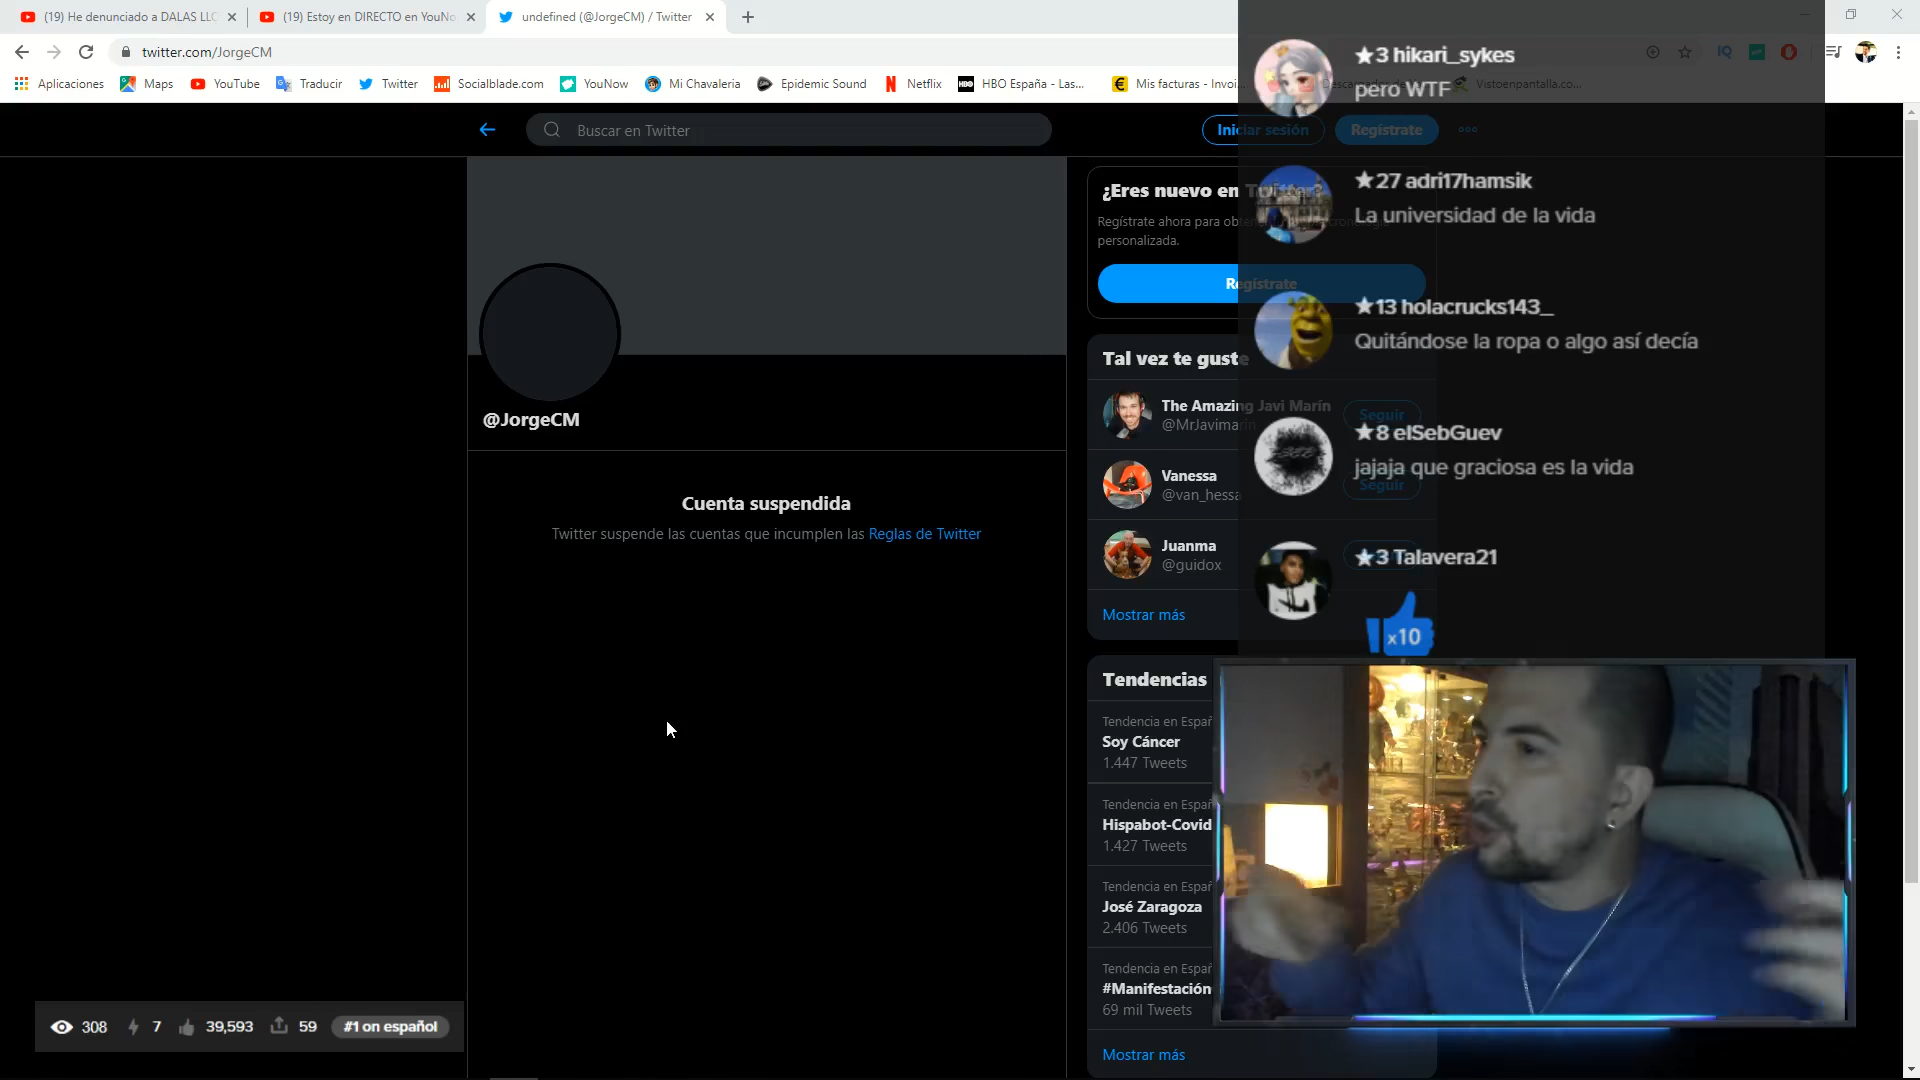 (19) He denunciado a DALAS LLC
(19) Estoy en DIRECTO en YouNo
undefined (@JorgeCM) / Twitter
twitter.com/JorgeCM
Aplicaciones
Maps
YouTube
Traducir
Twitter
Socialblade.com
YouNow
Mi Chavaleria
Epidemic Sound
Netflix
HBO España - Las...
Mis facturas - Invoi...
Vistoenpantalla.co...
Buscar en Twitter
Iniciar sesión
Regístrate
@JorgeCM
Cuenta suspendida
Twitter suspende las cuentas que incumplen las Reglas de Twitter
¿Eres nuevo en Twitter?
Regístrate ahora para
personalizada.
Regístrate
Tal vez te guste
The Amazing Javi Marín
@MrJavimarin
Seguir
Vanessa
@van_hessa
Seguir
Juanma
@guidox
Mostrar más
Tendencias
Tendencia en Españ
Soy Cáncer
1.447 Tweets
Tendencia en Españ
Hispabot-Covid
1.427 Tweets
Tendencia en Españ
José Zaragoza
2.406 Tweets
Tendencia en Españ
#Manifestación
69 mil Tweets
Mostrar más
★3 hikari_sykes
pero WTF
★27 adri17hamsik
La universidad de la vida
★13 holacrucks143_
Quitándose la ropa o algo así decía
★8 elSebGuev
jajaja que graciosa es la vida
★3 Talavera21
x10
308 7 39,593 59 #1 on español